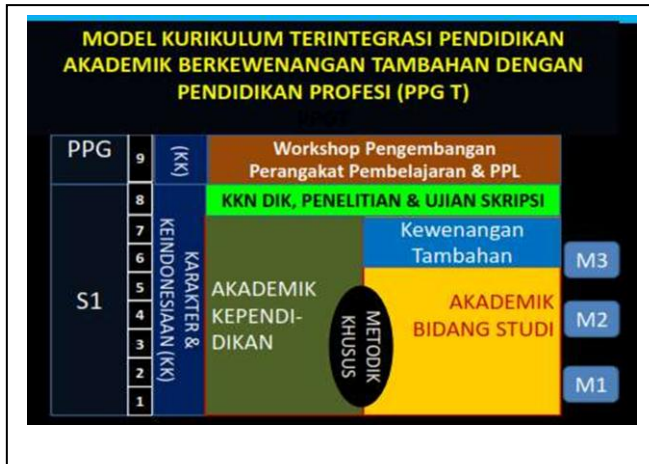 MODEL KURIKULUM TERINTEGRASI PENDIDIKAN
AKADEMIK BERKEWENANGAN TAMBAHAN DENGAN
PENDIDIKAN PROFESI (PPG T)
PPG
9
(KK)
Workshop Pengembangan
Perangakat Pembelajaran & PPL
S1
8
7
6
5
4
3
2
1
KARAKTER &
KEINDONESIAAN (KK)
KKN DIK, PENELITIAN & UJIAN SKRIPSI
AKADEMIK
KEPENDI-
DIKAN
METODIK
KHUSUS
Kewenangan
Tambahan
AKADEMIK
BIDANG STUDI
M3
M2
M1